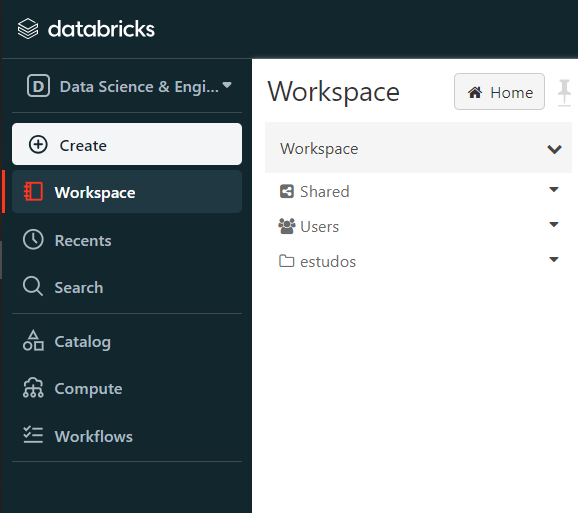 databricks
D Data Science & Engi...
Create
Workspace
Recents
Search
Catalog
Compute
Workflows
Workspace
Home
Workspace
Shared
Users
estudos